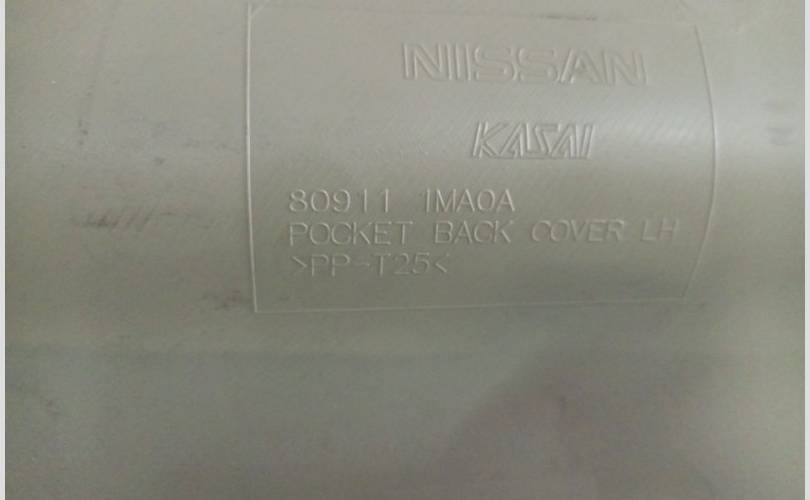 NISSAN
KASAI
80911 1MA0A
POCKET BACK COVER LH
>PP-T25<